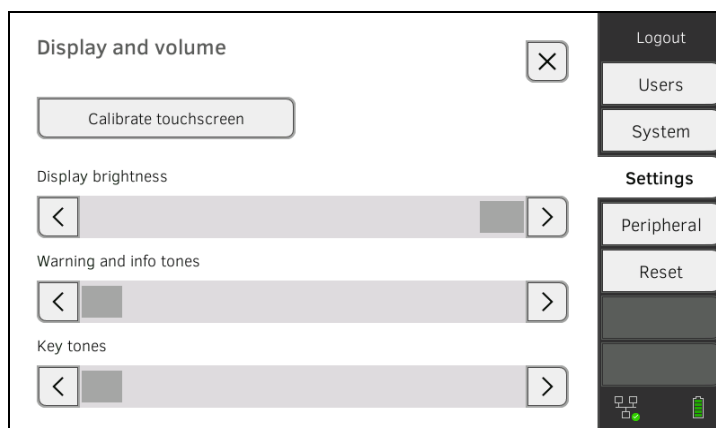 Display and volume
Calibrate touchscreen
Display brightness
Warning and info tones
Key tones
Logout
Users
System
Settings
Peripheral
Reset